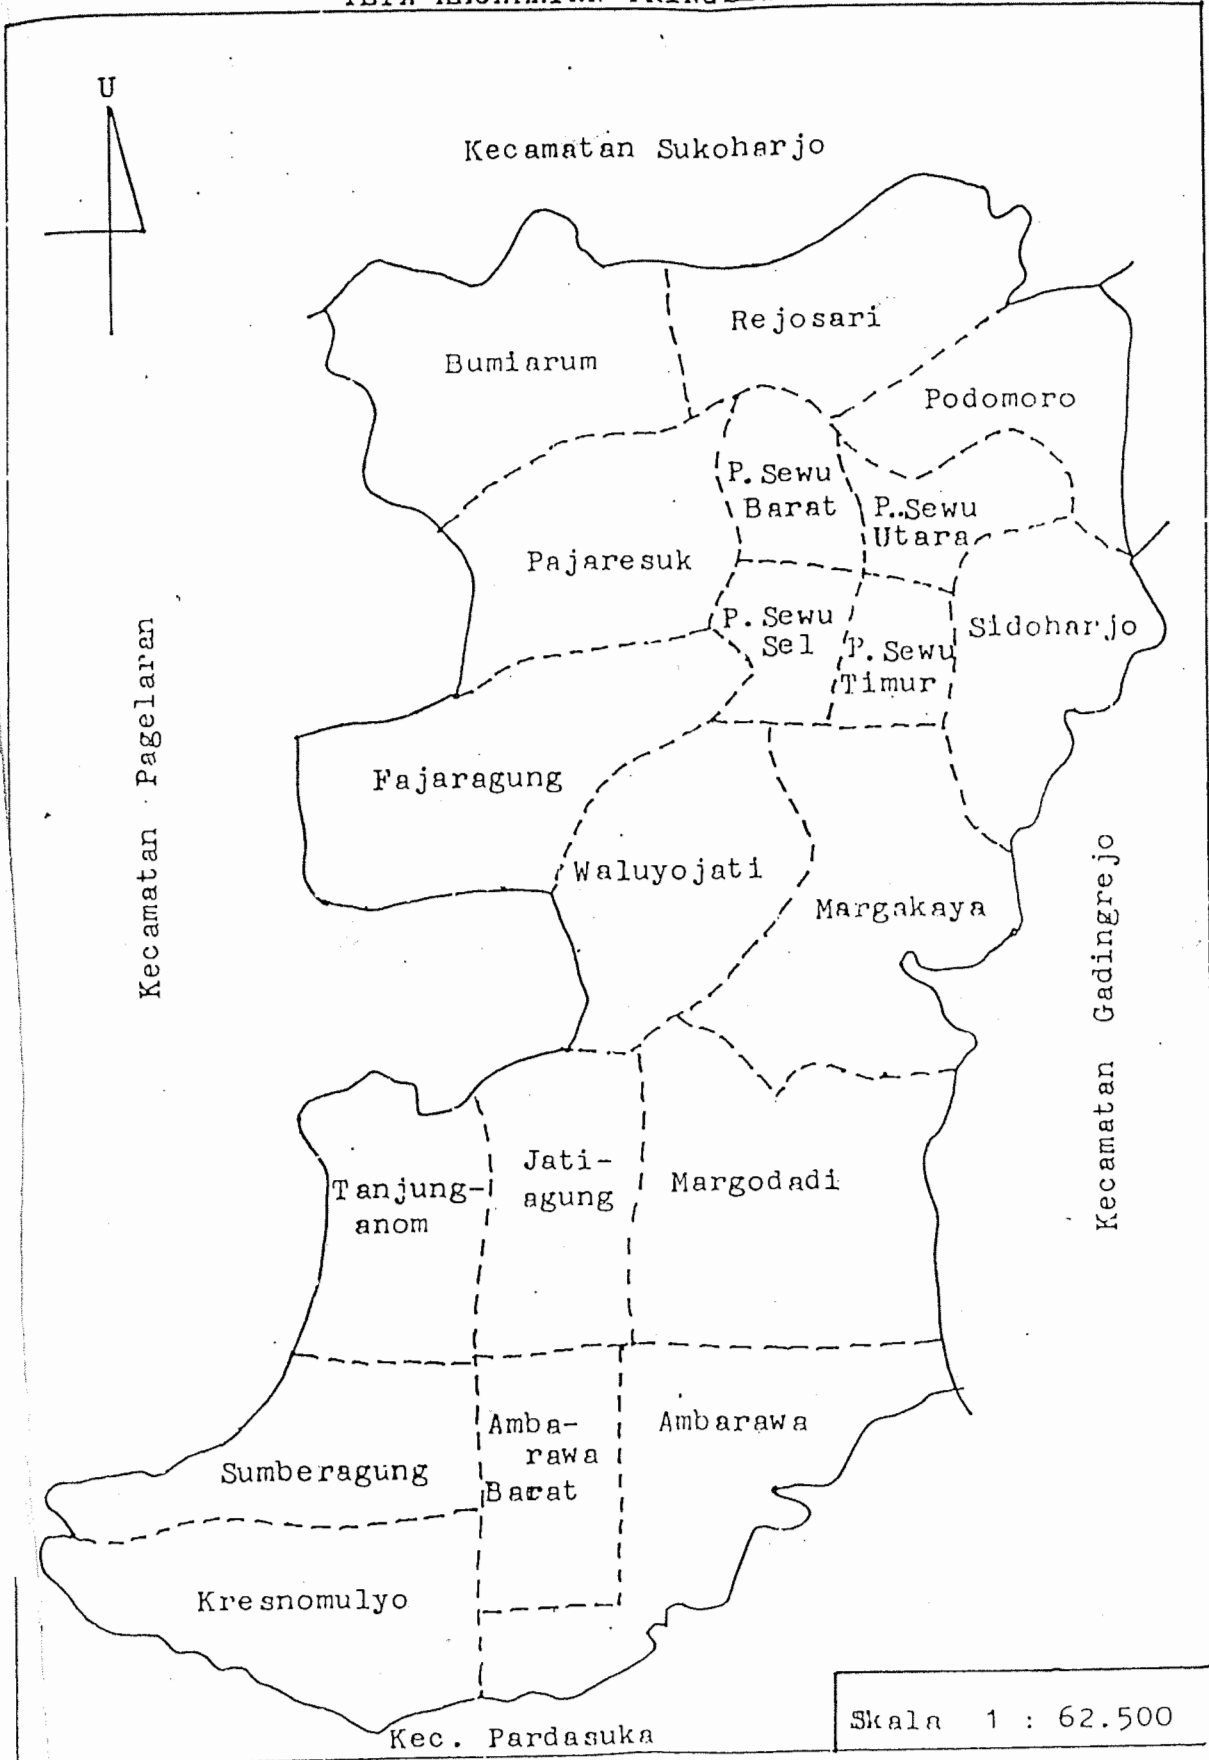 U
Kecamatan Sukoharjo
Rejosari
Bumiarum
Podomoro
P. Sewu
Barat
P..Sewu
Utara
Pajaresuk
P. Sewu
Sel
P. Sewu
Timur
Sidoharjo
Kecamatan Pagelaran
Fajaragung
Waluyojati
Margakaya
Kecamatan Gadingrejo
Jati-
agung
Tanjung-
anom
Margodadi
Amba-
rawa
Barat
Ambarawa
Sumberagung
Kresnomulyo
Kec. Pardasuka
Skala 1 : 62.500